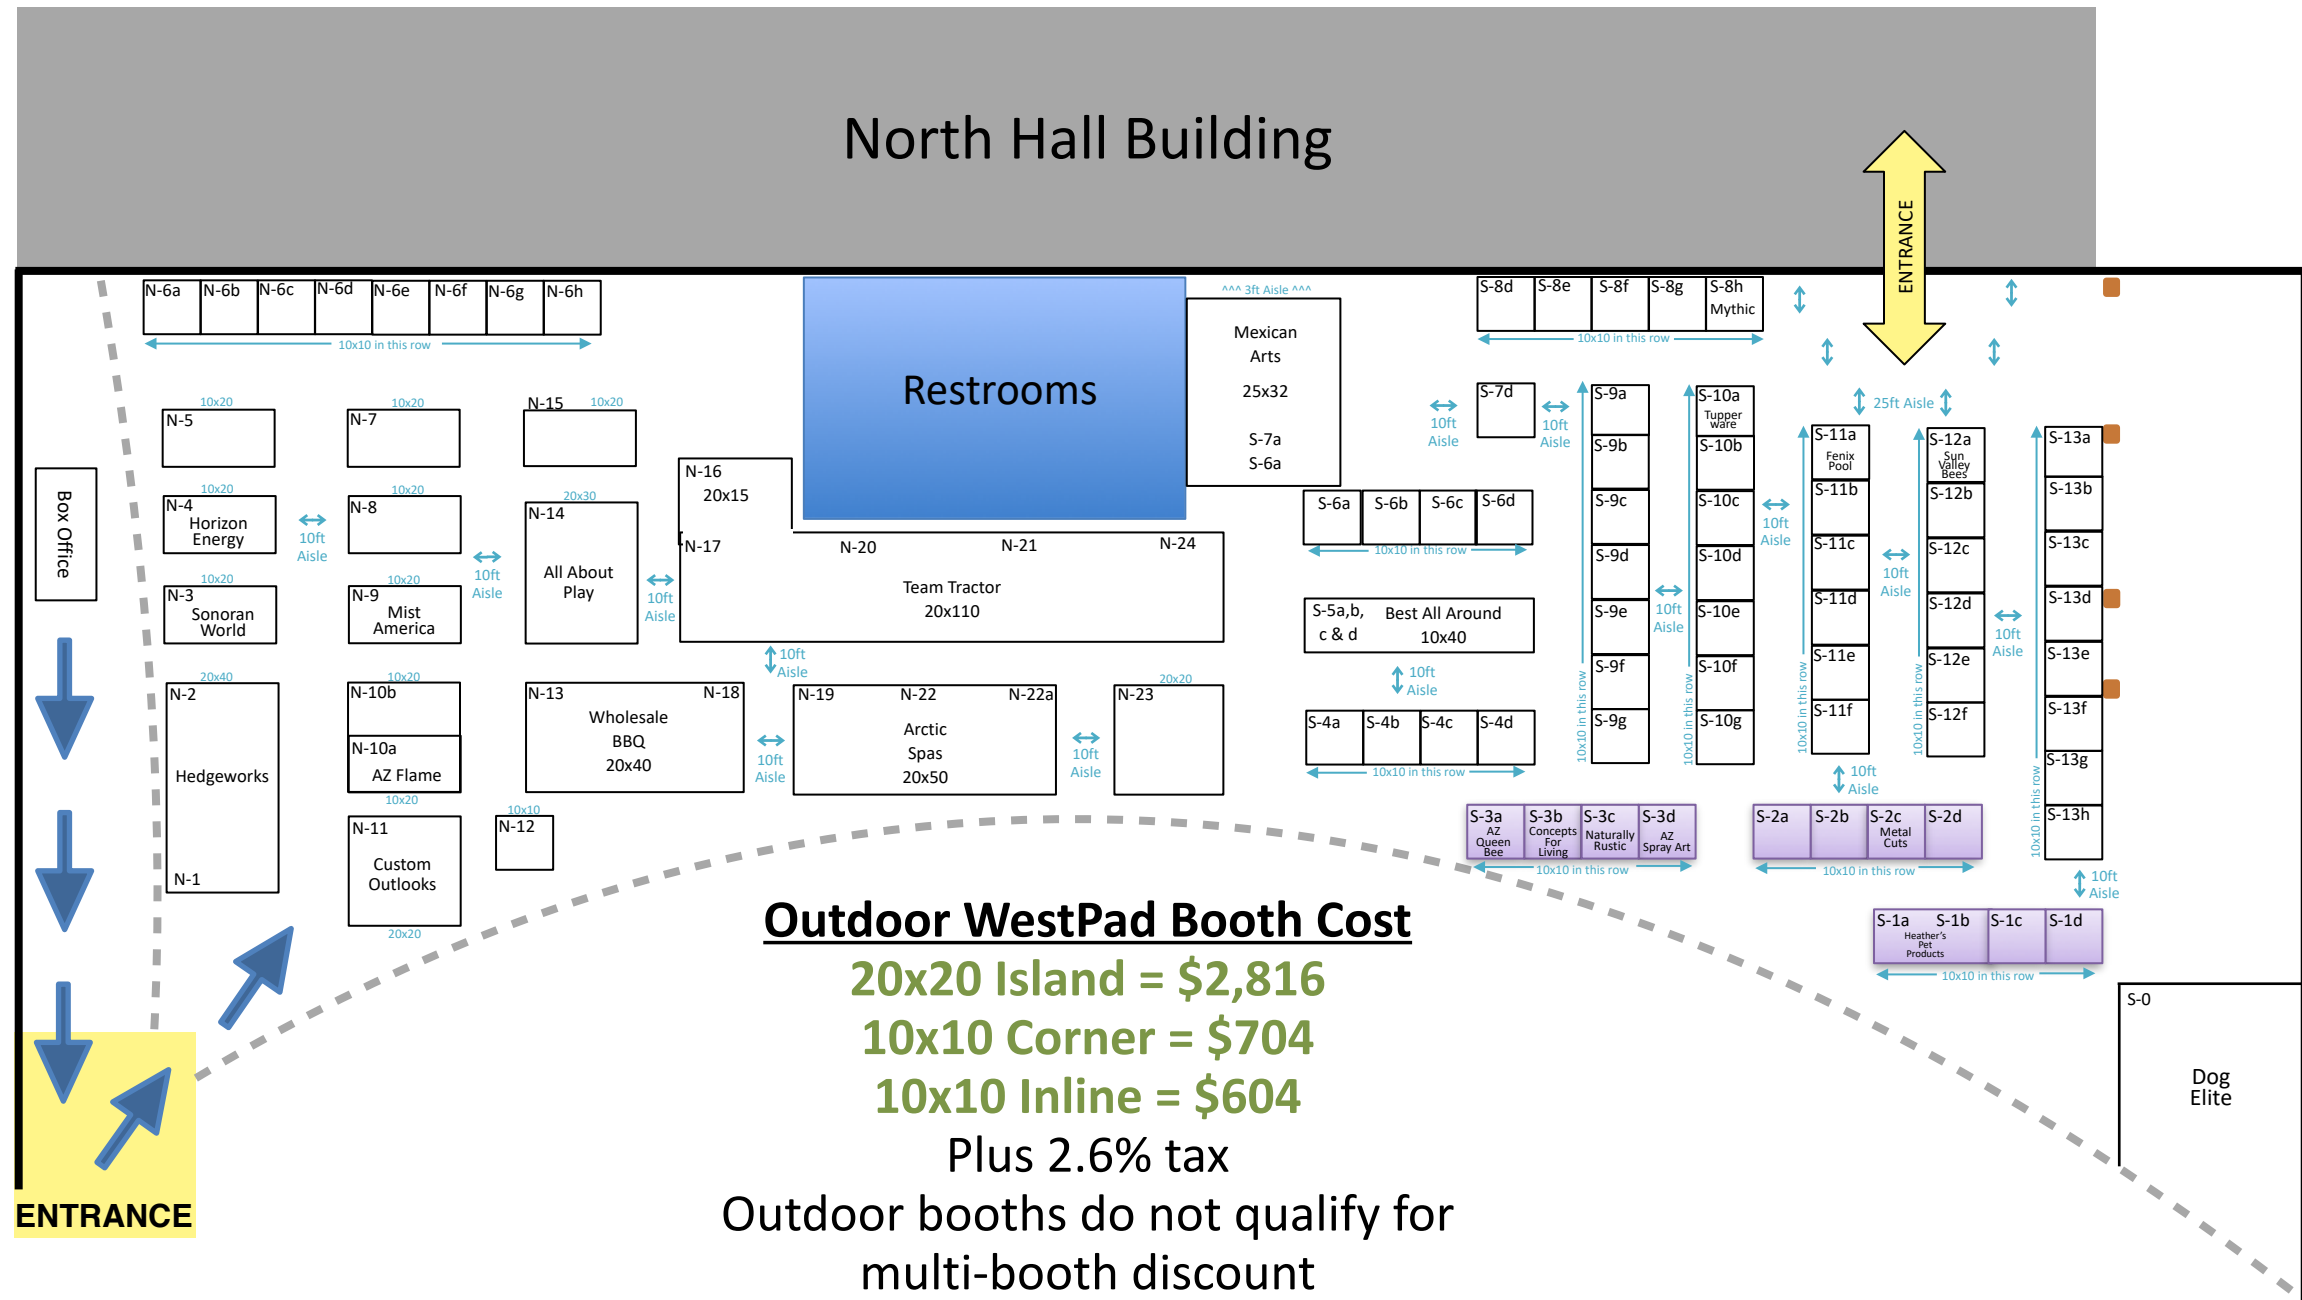 North Hall Building
ENTRANCE
N-6a N-6b N-6c N-6d N-6e N-6f N-6g N-6h
10x10 in this row
Restrooms
^^^ 3ft Aisle ^^^
Mexican
Arts
25x32
S-7a
S-6a
S-8d S-8e S-8f S-8g S-8h
Mythic
10x10 in this row
25ft Aisle
10x20
N-5
10x20
N-7
N-15 10x20
Box Office
10x20
N-4
Horizon
Energy
10ft
Aisle
10x20
N-8
10ft
Aisle
20x30
N-14
All About
Play
10ft
Aisle
N-16
20x15
N-17 N-20 N-21 N-24
Team Tractor
20x110
10x20
N-3
Sonoran
World
10x20
N-9
Mist
America
10ft
Aisle
20x40
N-2
Hedgeworks
N-1
10x20
N-10b
N-10a
AZ Flame
10x20
N-11
Custom
Outlooks
20x20
10x10
N-12
N-13 N-18
Wholesale
BBQ
20x40
10ft
Aisle
N-19 N-22 N-22a
Arctic
Spas
20x50
10ft
Aisle
20x20
N-23
10ft
Aisle
S-7d
10ft
Aisle
S-6a S-6b S-6c S-6d
10x10 in this row
S-5a,b,
c & d
Best All Around
10x40
10ft
Aisle
S-4a S-4b S-4c S-4d
10x10 in this row
10x10 in this row
S-9a
S-9b
S-9c
S-9d
S-9e
S-9f
S-9g
10ft
Aisle
10x10 in this row
S-10a
Tupper
ware
S-10b
S-10c
S-10d
S-10e
S-10f
S-10g
10ft
Aisle
10x10 in this row
S-11a
Fenix
Pool
S-11b
S-11c
S-11d
S-11e
S-11f
10ft
Aisle
10ft
Aisle
10x10 in this row
S-12a
Sun
Valley
Bees
S-12b
S-12c
S-12d
S-12e
S-12f
10ft
Aisle
10x10 in this row
S-13a
S-13b
S-13c
S-13d
S-13e
S-13f
S-13g
S-13h
10ft
Aisle
S-3a
AZ
Queen
Bee
S-3b
Concepts
For
Living
S-3c
Naturally
Rustic
S-3d
AZ
Spray Art
10x10 in this row
S-2a S-2b S-2c S-2d
Metal
Cuts
10x10 in this row
S-1a S-1b S-1c S-1d
Heather's
Pet
Products
10x10 in this row
S-0
Dog
Elite
Outdoor WestPad Booth Cost
20x20 Island = $2,816
10x10 Corner = $704
10x10 Inline = $604
Plus 2.6% tax
Outdoor booths do not qualify for
multi-booth discount
ENTRANCE